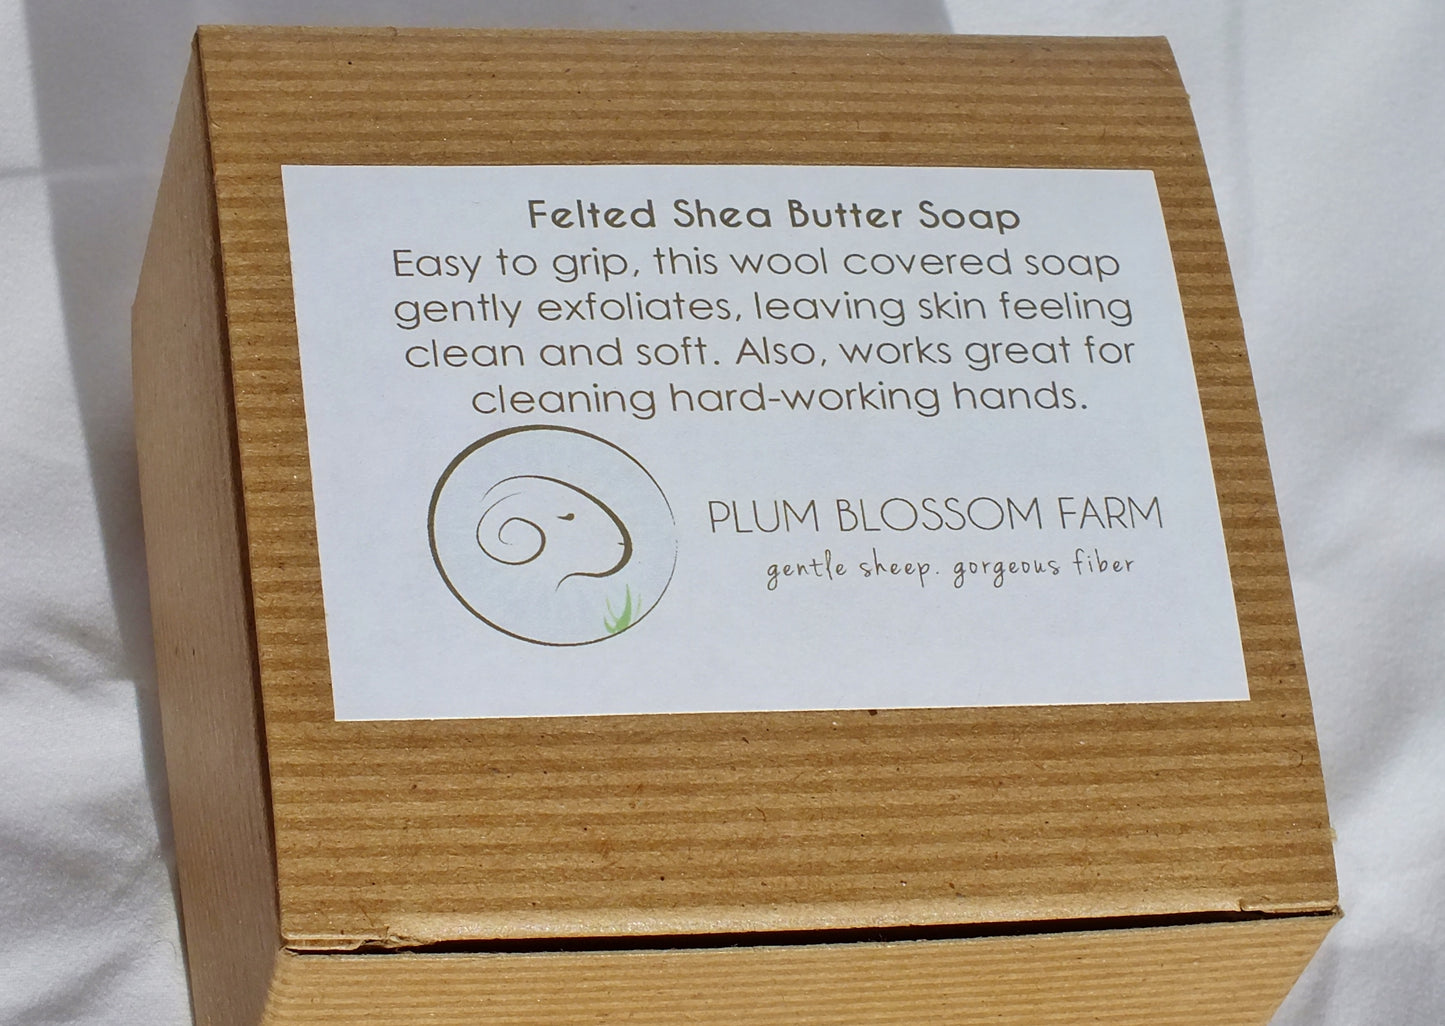 Felted Shea Butter Soap
Easy to grip, this wool covered soap
gently exfoliates, leaving skin feeling
clean and soft. Also, works great for
cleaning hard-working hands.
PLUM BLOSSOM FARM
gentle sheep. gorgeous fiber